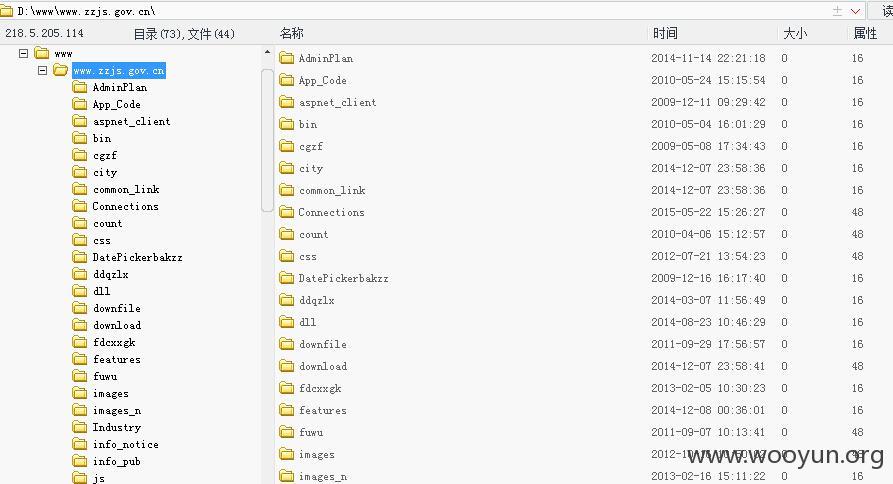 D:\www\www.zzjs.gov.cn\ 读
218.5.205.114 目录(73),文件(44) 名称 时间 大小 属性
www
www.zzjs.gov.cn
AdminPlan
App_Code
aspnet_client
bin
cgzf
city
common_link
Connections
count
css
DatePickerbakzz
ddqzlx
dll
downfile
download
fdcxxgk
features
fuwu
images
images_n
Industry
info_notice
info_pub
js
AdminPlan 2014-11-14 22:21:18 0 16
App_Code 2010-05-24 15:15:54 0 16
aspnet_client 2009-12-11 09:29:42 0 16
bin 2010-05-04 16:01:29 0 16
cgzf 2009-05-08 17:34:43 0 16
city 2014-12-07 23:58:36 0 16
common_link 2014-12-07 23:58:36 0 16
Connections 2015-05-22 15:26:27 0 48
count 2010-04-06 15:12:57 0 48
css 2012-07-21 13:54:23 0 48
DatePickerbakzz 2009-12-16 16:17:40 0 16
ddqzlx 2014-03-07 11:56:49 0 16
dll 2014-08-23 10:46:29 0 16
downfile 2011-09-29 17:56:57 0 16
download 2014-12-07 23:58:41 0 48
fdcxxgk 2013-02-05 10:30:23 0 16
features 2014-12-08 00:36:01 0 16
fuwu 2011-09-07 10:13:41 0 48
images
images_n 2013-02-16 15:11:22 0 16
www.wooyun.org